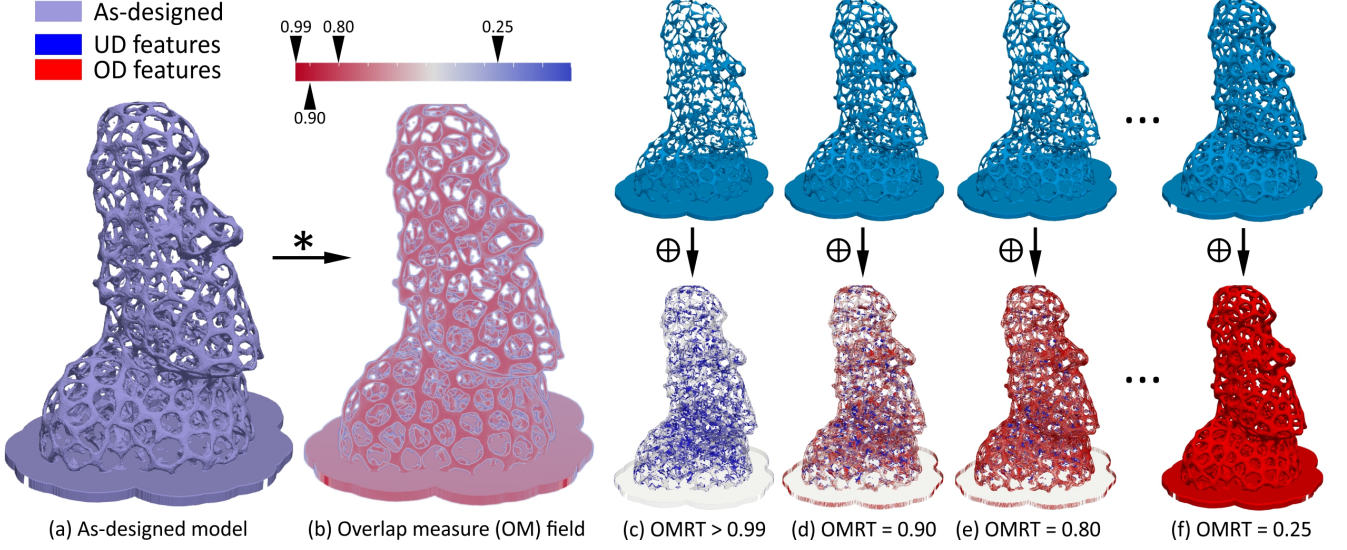 As-designed
UD features
OD features
0.99 0.80 0.25
0.90
*
⊕ ⊕ ⊕ ⊕
...
...
(a) As-designed model (b) Overlap measure (OM) field (c) OMRT > 0.99 (d) OMRT = 0.90 (e) OMRT = 0.80 (f) OMRT = 0.25